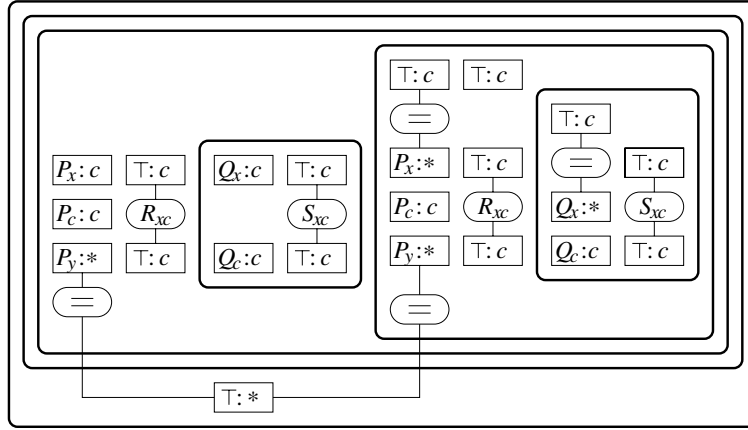 ⊤: c ⊤: c
= ⊤: c
P_x: c ⊤: c Q_x: c ⊤: c P_x: * ⊤: c = ⊤: c
P_c: c R_xc S_xc P_c: c R_xc Q_x: * S_xc
P_y: * ⊤: c Q_c: c ⊤: c P_y: * ⊤: c Q_c: c ⊤: c
= =
⊤: *